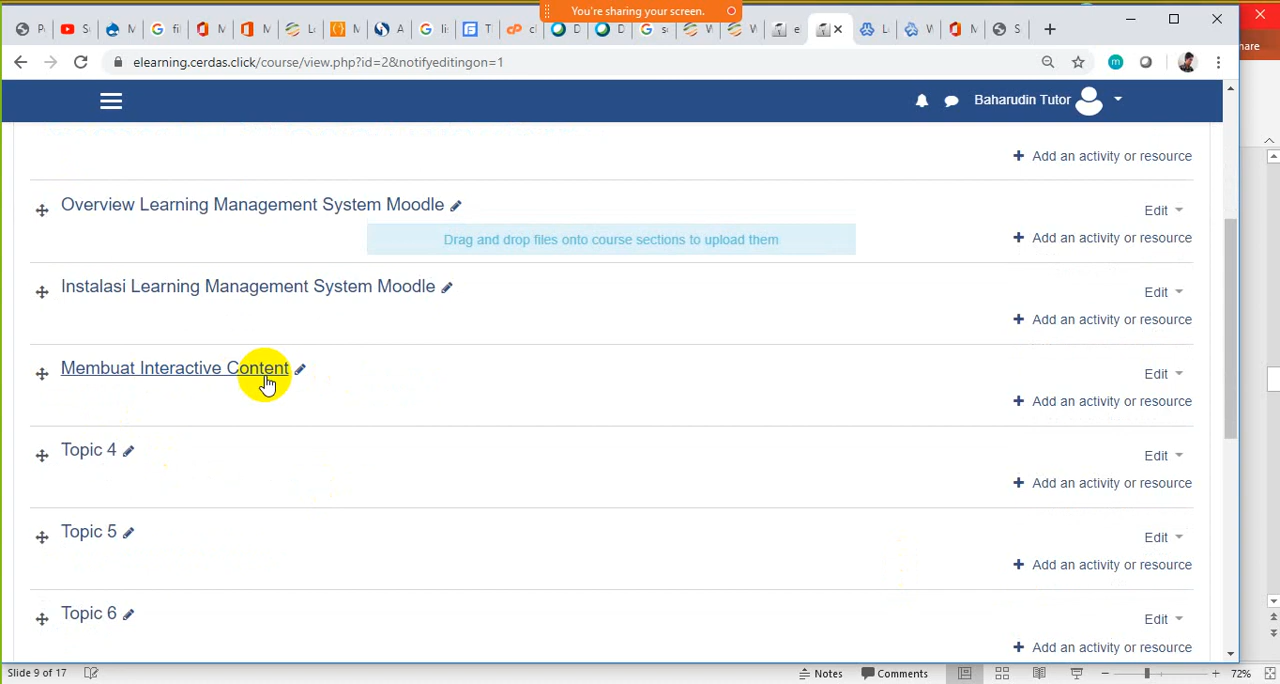 You're sharing your screen.
elearning.cerdas.click/course/view.php?id=2&notifyeditingon=1
Baharudin Tutor
Add an activity or resource
Overview Learning Management System Moodle
Edit
Drag and drop files onto course sections to upload them
Add an activity or resource
Instalasi Learning Management System Moodle
Edit
Add an activity or resource
Membuat Interactive Content
Edit
Add an activity or resource
Topic 4
Edit
Add an activity or resource
Topic 5
Edit
Add an activity or resource
Topic 6
Edit
Add an activity or resource
Slide 9 of 17
Notes
Comments
72%